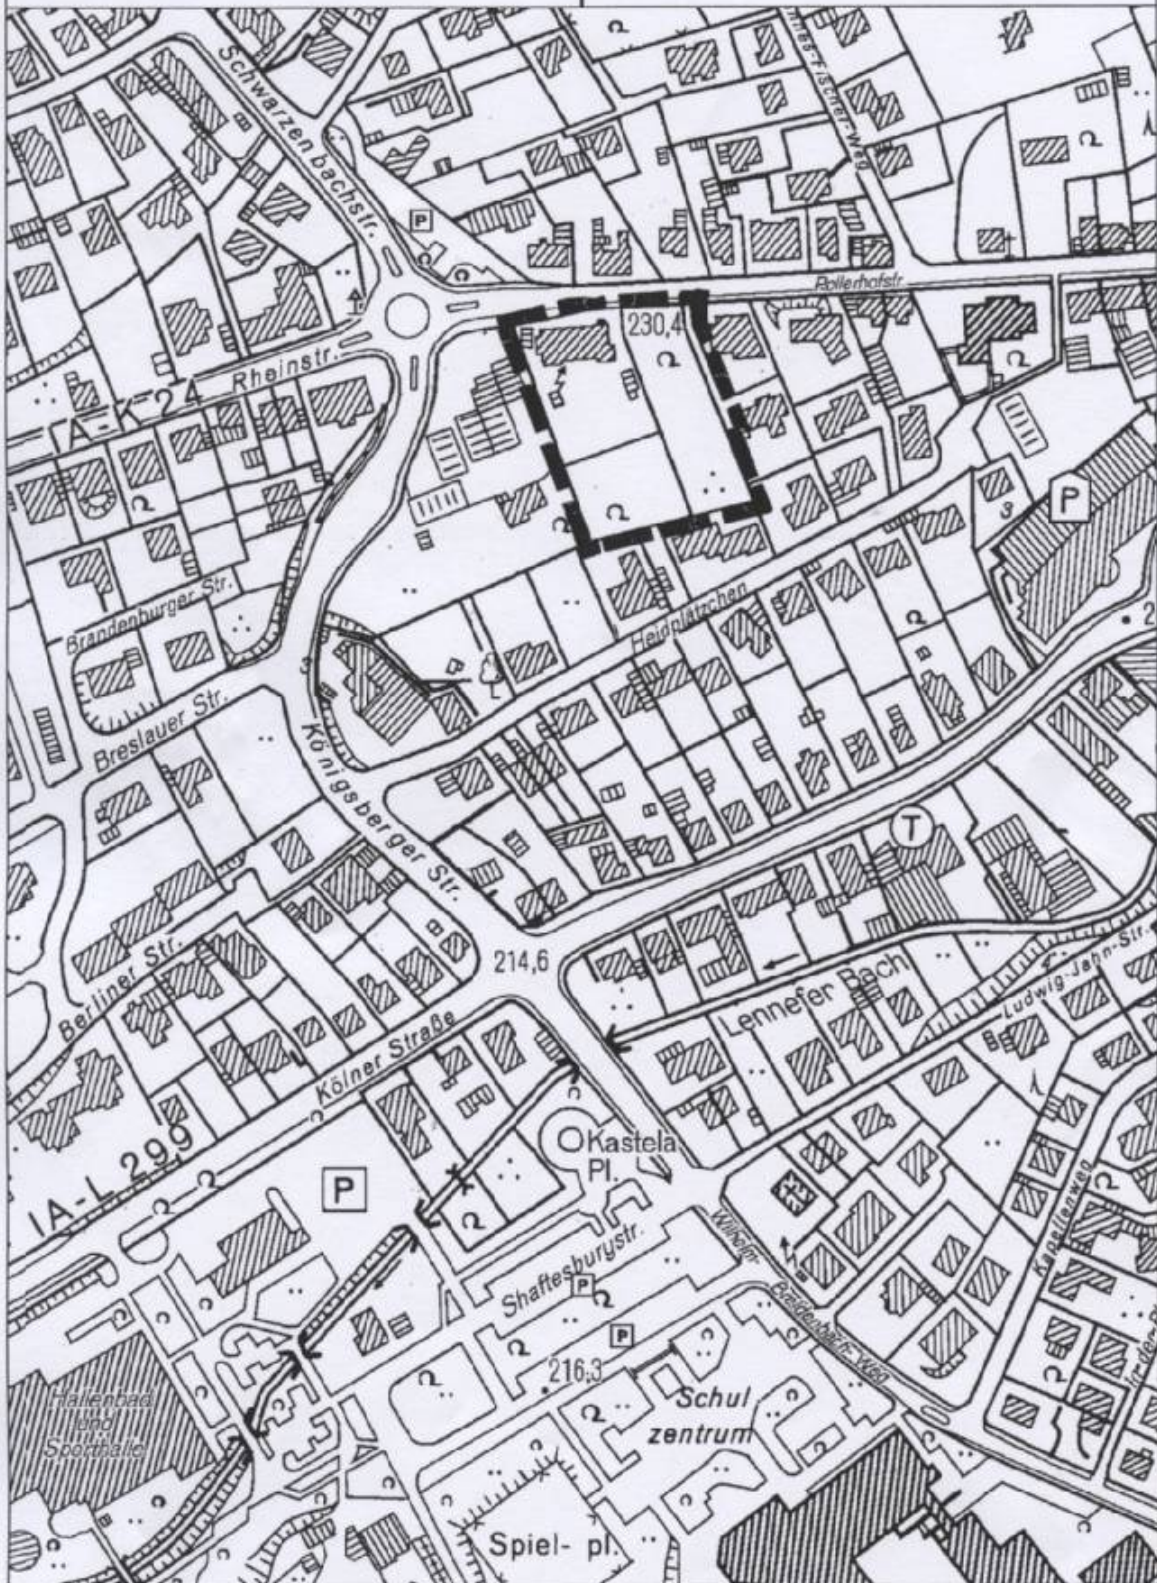 Schwarzenbachstr.
P
Pollerhofstr.
230,4
Rheinstr.
A-K 24
P
Brandenburger Str.
Heidplätzchen
Breslauer Str.
Königsberger Str.
T
Berliner Str.
214,6
Lennefer Bach
Ludwig-Jahn-Str.
Kölner Straße
Kastela
Pl.
IA-L 299
P
Kapellenweg
Shaftesburystr.
P
P
216,3
Hallenbad
und
Sporthalle
Schul
zentrum
Spiel- pl.